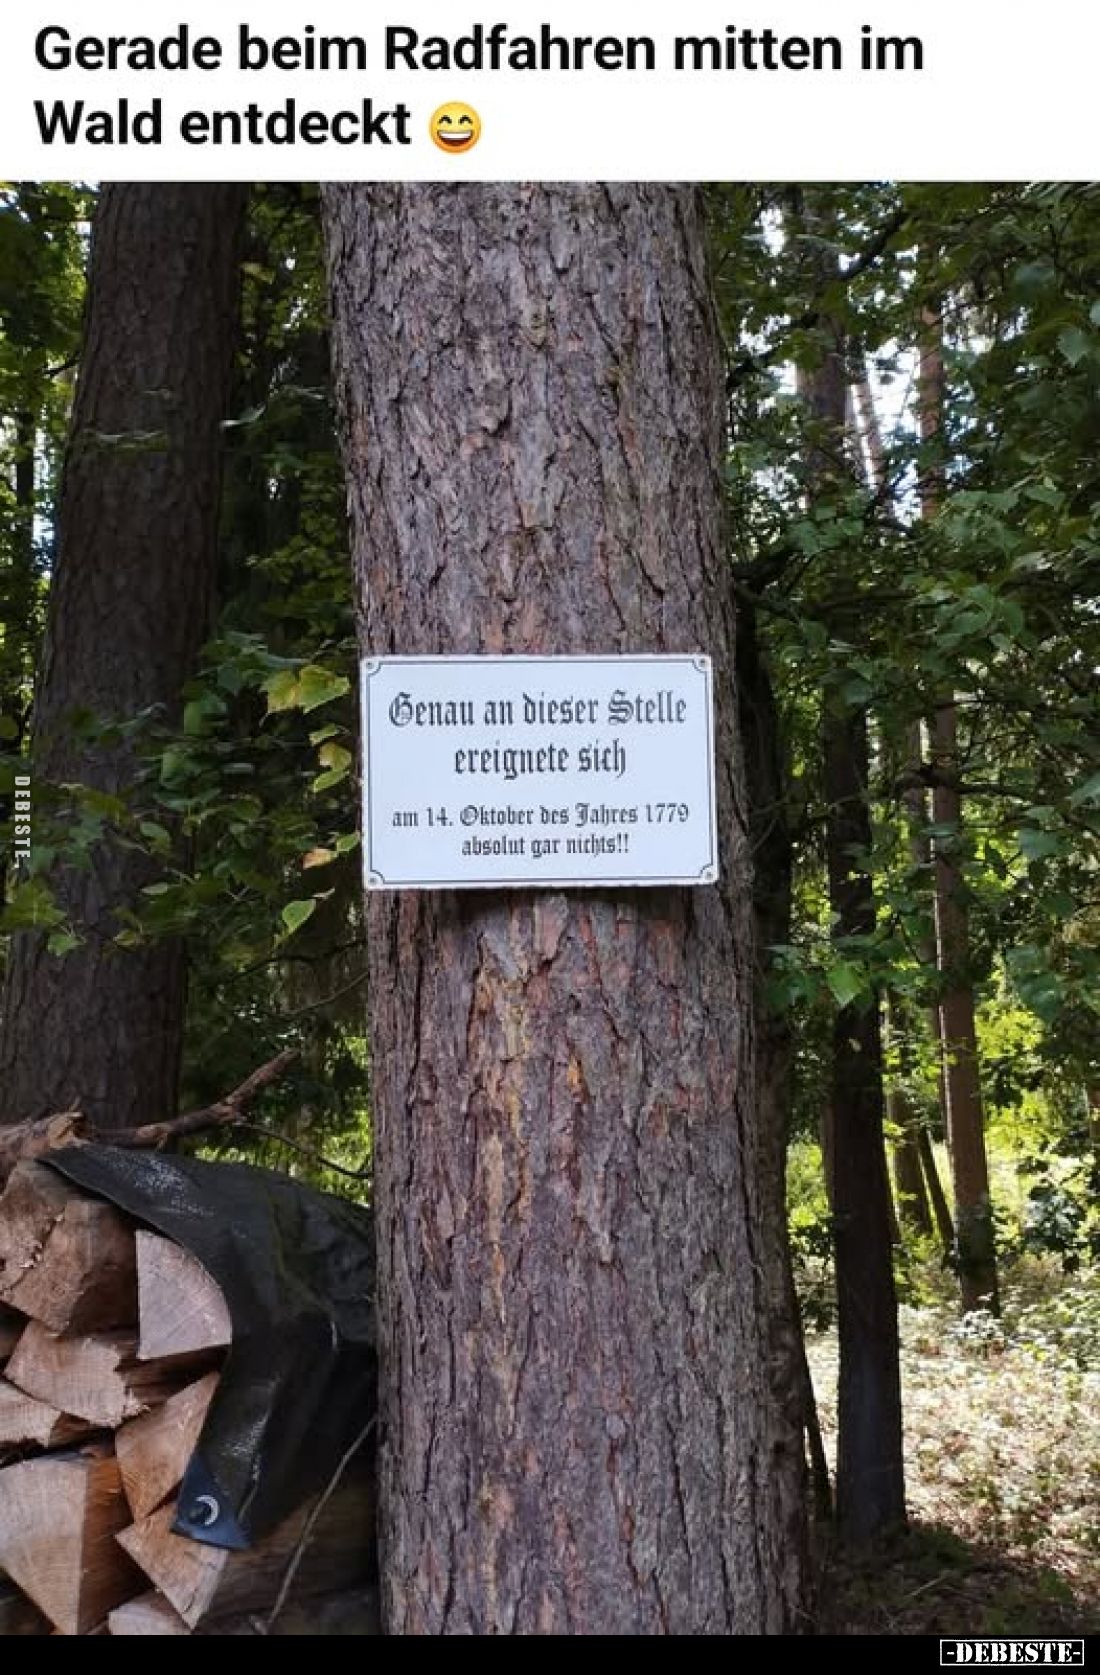 Gerade beim Radfahren mitten im
Wald entdeckt 😄
Genau an dieser Stelle
ereignete sich
am 14. Oktober des Jahres 1779
absolut gar nichts!!
DEBESTE
-DEBESTE-